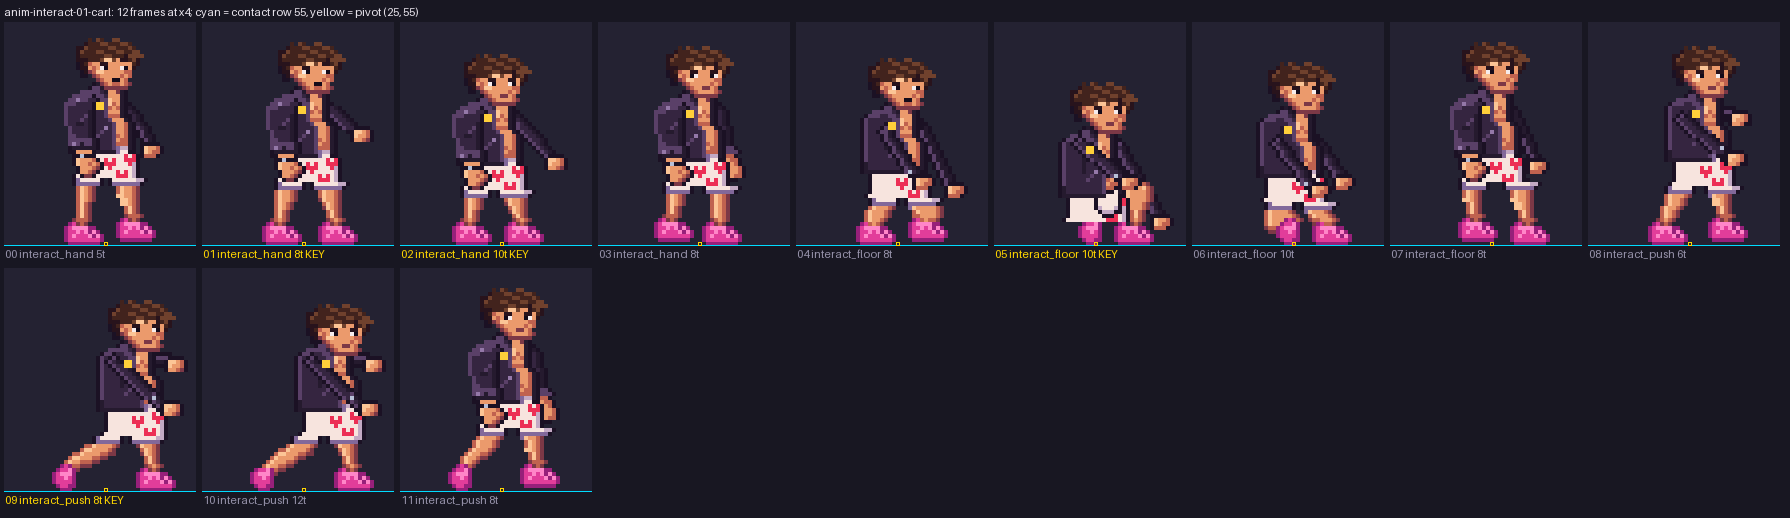 anim-interact-01-carl: 12 frames at x4; cyan = contact row 55, yellow = pivot (25, 55)
00 interact_hand 5t
01 interact_hand 8t KEY
02 interact_hand 10t KEY
03 interact_hand 8t
04 interact_floor 8t
05 interact_floor 10t KEY
06 interact_floor 10t
07 interact_floor 8t
08 interact_push 6t
09 interact_push 8t KEY
10 interact_push 12t
11 interact_push 8t